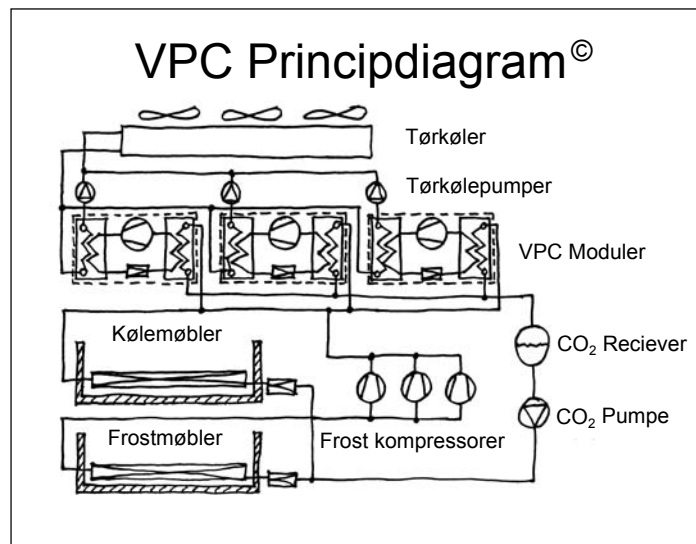 VPC Principdiagram©
Tørkøler
Tørkølepumper
VPC Moduler
Kølemøbler
CO₂ Reciever
Frostmøbler
Frost kompressorer
CO₂ Pumpe